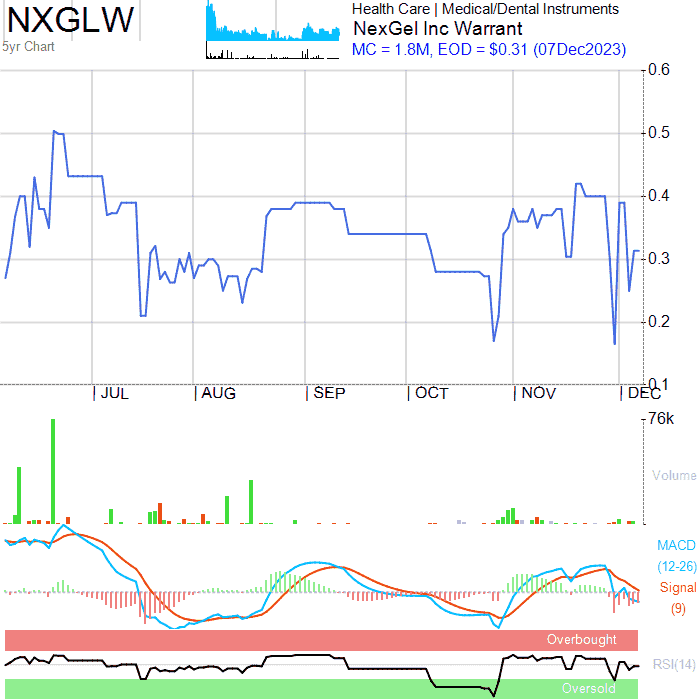 NXGLW
5yr Chart
Health Care | Medical/Dental Instruments
NexGel Inc Warrant
MC = 1.8M, EOD = $0.31 (07Dec2023)
0.6
0.5
0.4
0.3
0.2
0.1
JUL
AUG
SEP
OCT
NOV
DEC
76k
Volume
MACD
(12-26)
Signal
(9)
Overbought
RSI(14)
Oversold